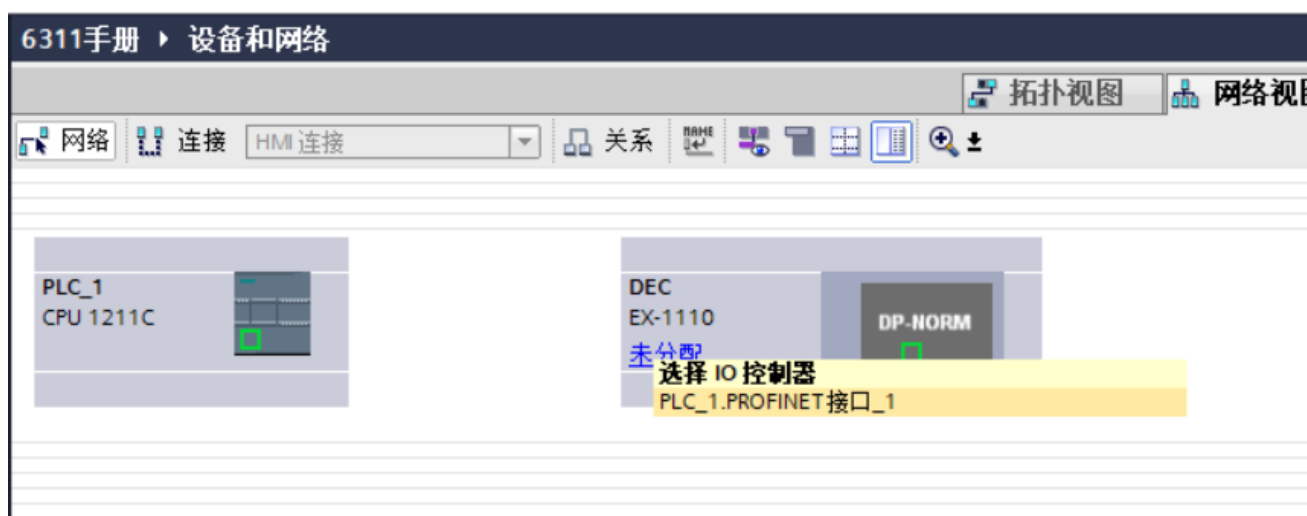 6311手册 ▸ 设备和网络
拓扑视图 网络视图
网络 连接 HMI 连接 关系
PLC_1
CPU 1211C
DEC
EX-1110
未分配
DP-NORM
选择 IO 控制器
PLC_1.PROFINET接口_1